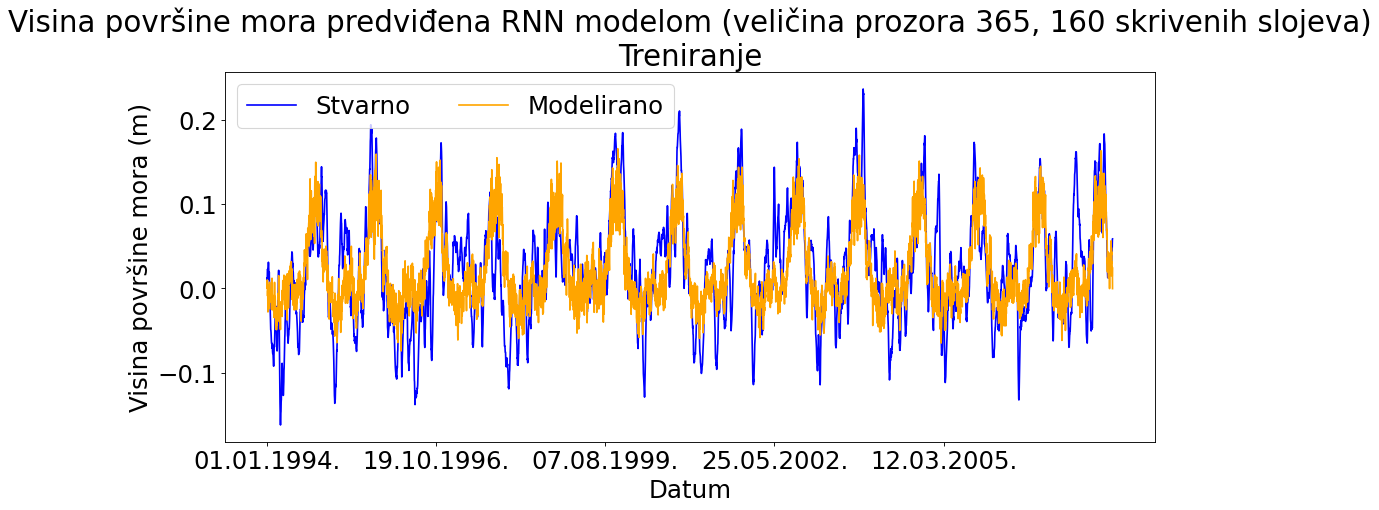 Visina površine mora predviđena RNN modelom (veličina prozora 365, 160 skrivenih slojeva)
Treniranje
Stvarno Modelirano
Visina površine mora (m)
0.2
0.1
0.0
−0.1
01.01.1994. 19.10.1996. 07.08.1999. 25.05.2002. 12.03.2005.
Datum